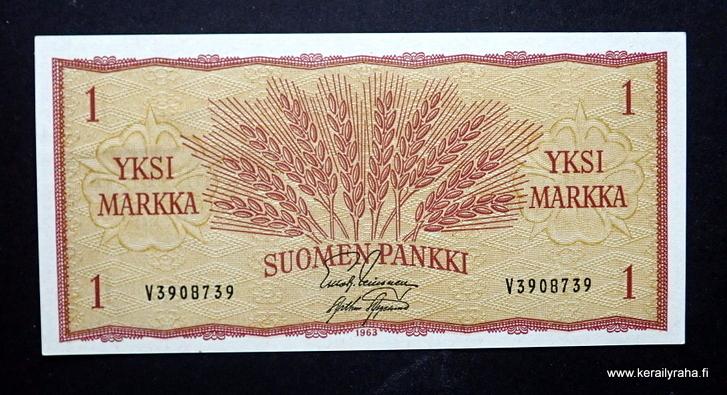 1
1
YKSI
MARKKA
YKSI
MARKKA
SUOMEN PANKKI
V3908739
V3908739
1
1
1963
www.kerailyraha.fi